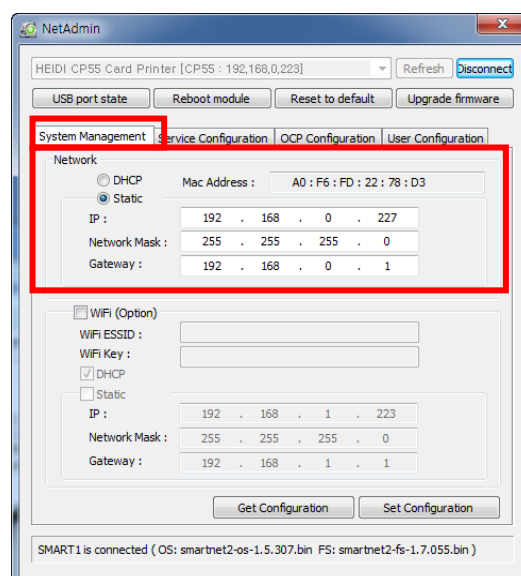 NetAdmin
HEIDI CP55 Card Printer [CP55 : 192,168,0,223] Refresh Disconnect
USB port state Reboot module Reset to default Upgrade firmware
System Management Service Configuration OCP Configuration User Configuration
Network
DHCP Mac Address : A0 : F6 : FD : 22 : 78 : D3
Static
IP : 192 . 168 . 0 . 227
Network Mask : 255 . 255 . 255 . 0
Gateway : 192 . 168 . 0 . 1
WiFi (Option)
WiFi ESSID :
WiFi Key :
DHCP
Static
IP : 192 . 168 . 1 . 223
Network Mask : 255 . 255 . 255 . 0
Gateway : 192 . 168 . 1 . 1
Get Configuration Set Configuration
SMART1 is connected ( OS: smartnet2-os-1.5.307.bin FS: smartnet2-fs-1.7.055.bin )